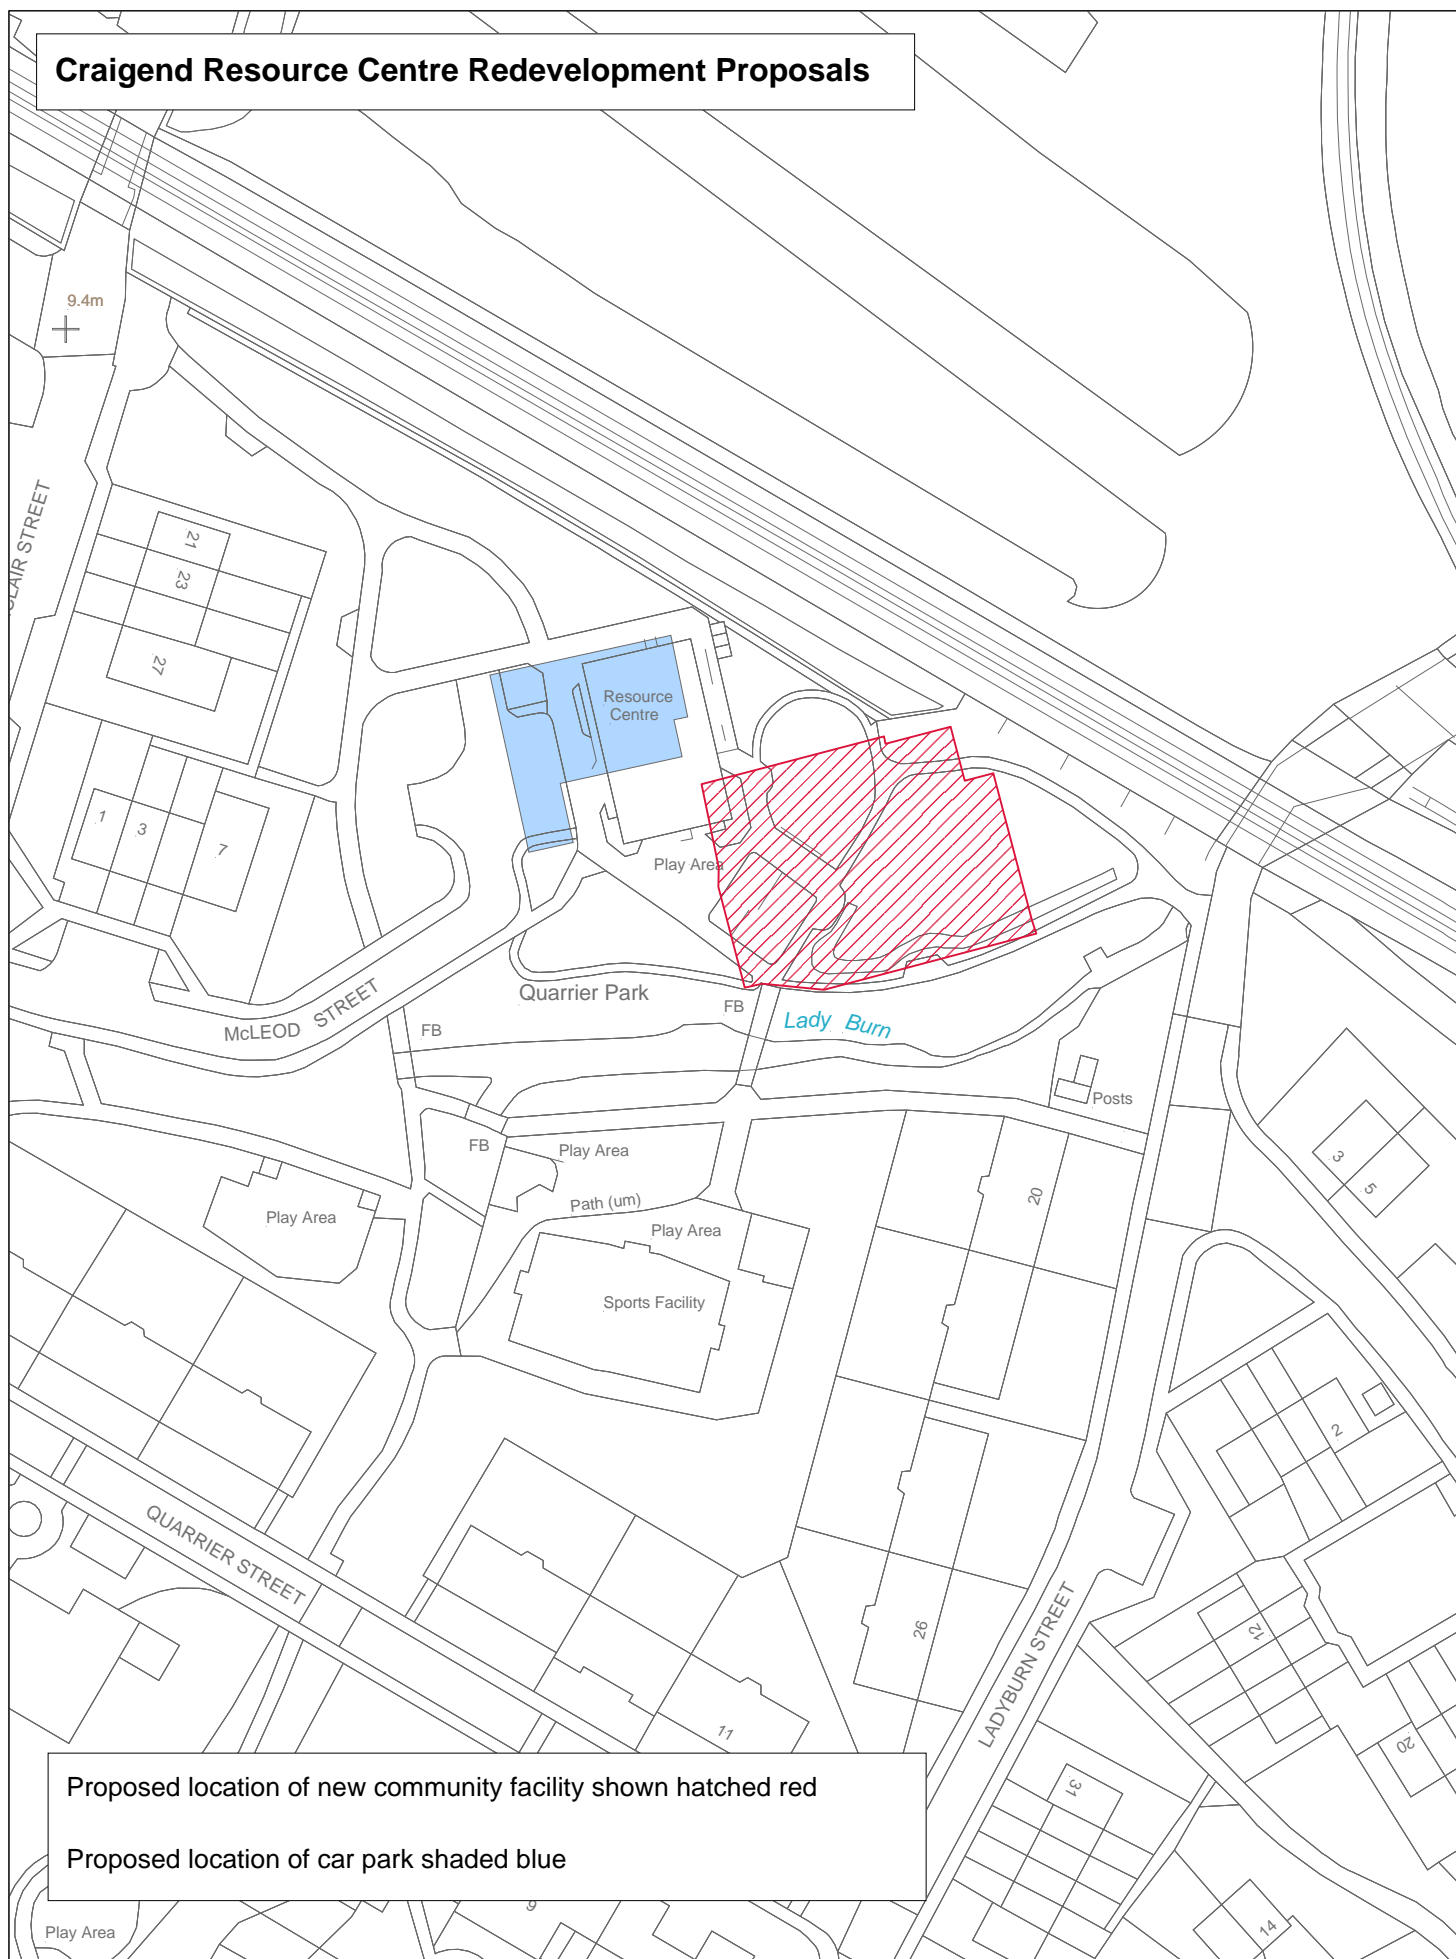 Craigend Resource Centre Redevelopment Proposals
9.4m
LAIR STREET
21
23
27
Resource
Centre
1
3
7
Play Area
McLEOD STREET
Quarrier Park
FB
FB
Lady Burn
Posts
FB
Play Area
3
5
Path (um)
20
Play Area
Play Area
Sports Facility
2
QUARRIER STREET
26
12
LADYBURN STREET
11
20
31
Proposed location of new community facility shown hatched red
Proposed location of car park shaded blue
9
14
Play Area